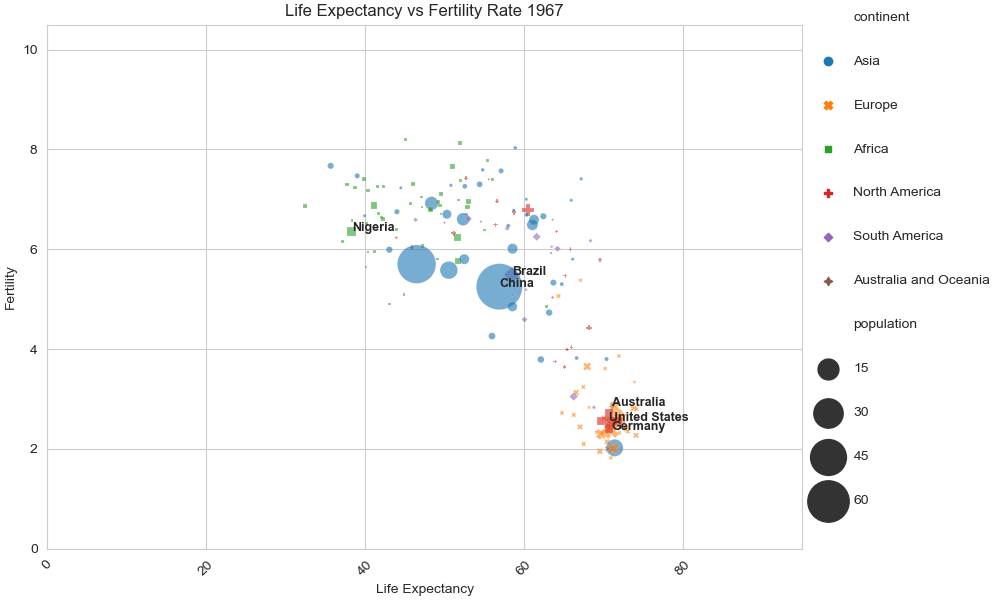 Life Expectancy vs Fertility Rate 1967
continent
Asia
Europe
Africa
North America
South America
Australia and Oceania
population
15
30
45
60
10
8
6
4
2
0
Fertility
Nigeria
Brazil
China
Australia
United States
Germany
0
20
40
60
80
Life Expectancy